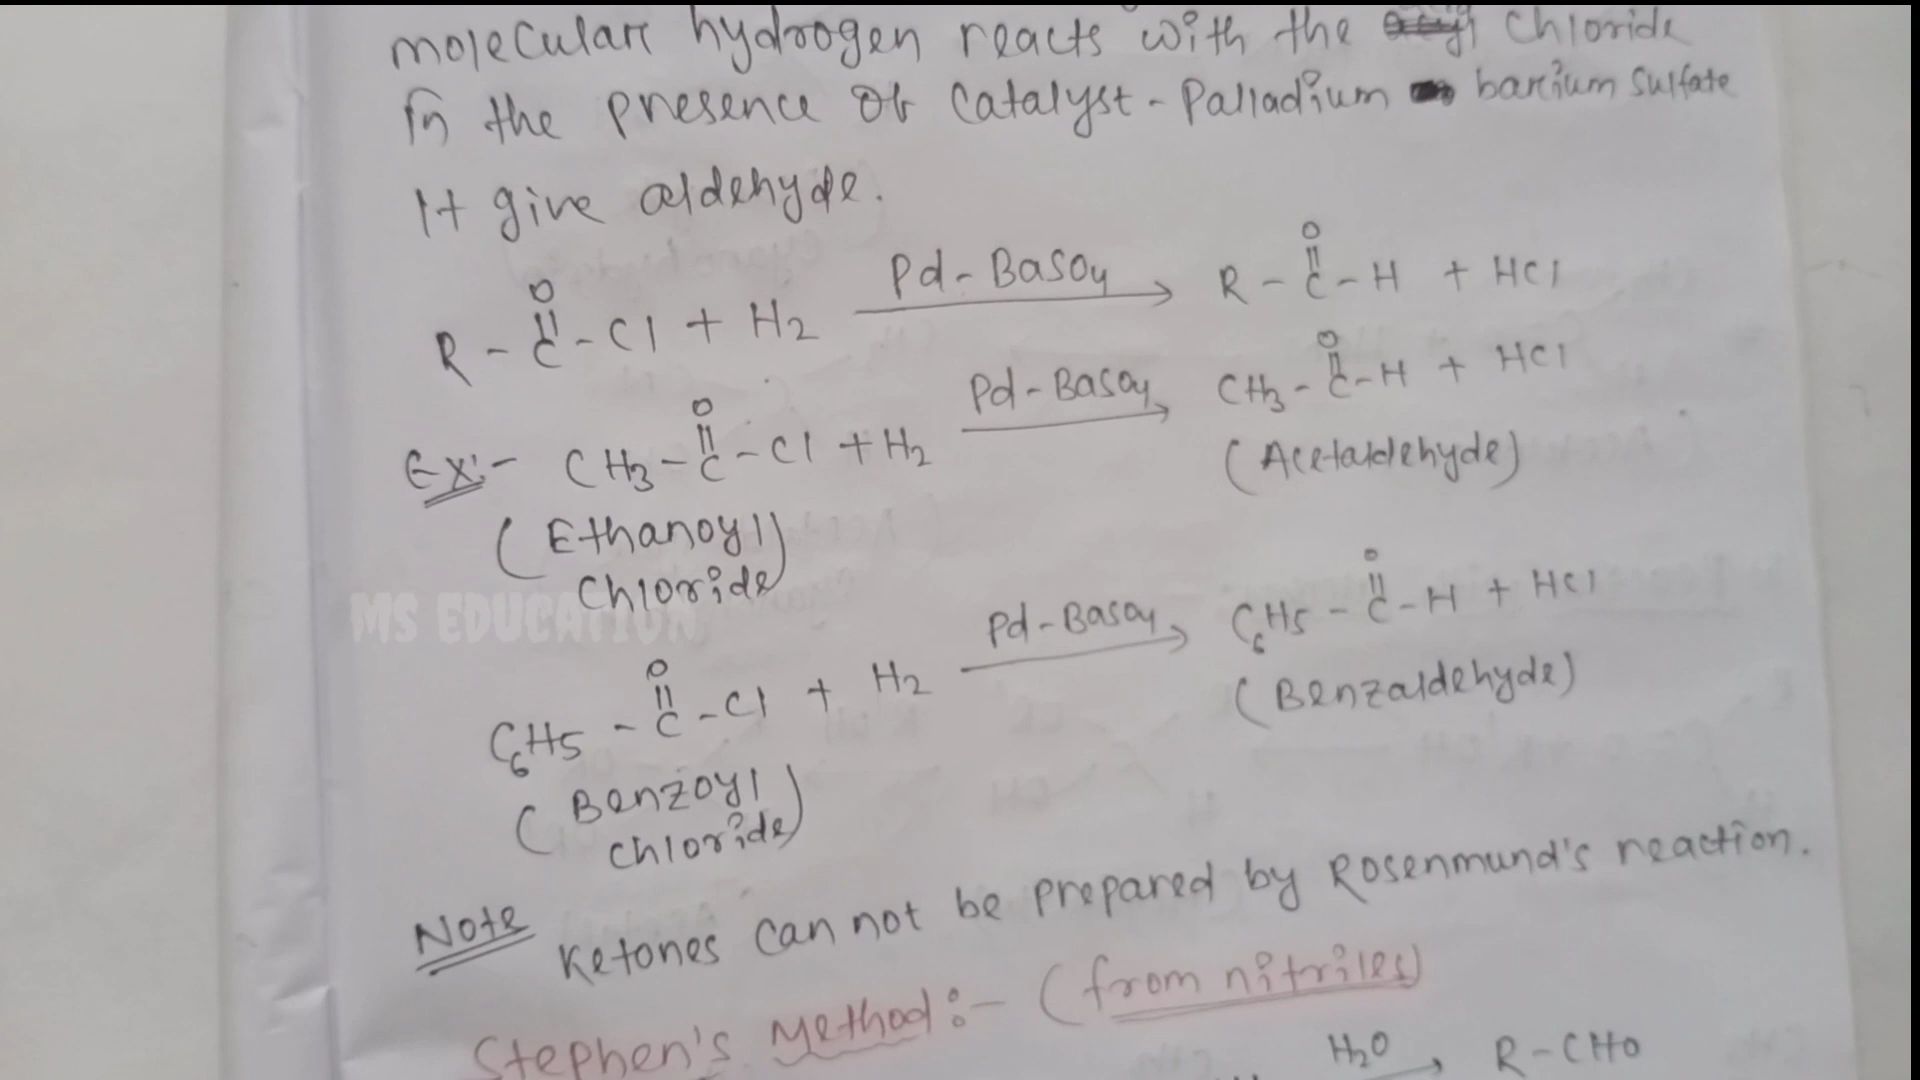 molecular hydrogen reacts with the chloride
in the presence of catalyst - Palladium barium sulfate
It give aldehyde.
R - C(=O) - Cl + H2 Pd-BaSO4 → R - C(=O) - H + HCl
Ex:- CH3 - C(=O) - Cl + H2 Pd-BaSO4 → CH3 - C(=O) - H + HCl
(Ethanoyl chloride) (Acetaldehyde)
C6H5 - C(=O) - Cl + H2 Pd-BaSO4 → C6H5 - C(=O) - H + HCl
(Benzoyl chloride) (Benzaldehyde)
Note Ketones can not be prepared by Rosenmund's reaction.
Stephen's Method:- (from nitriles)
H2O → R-CHO
MS EDUCATION